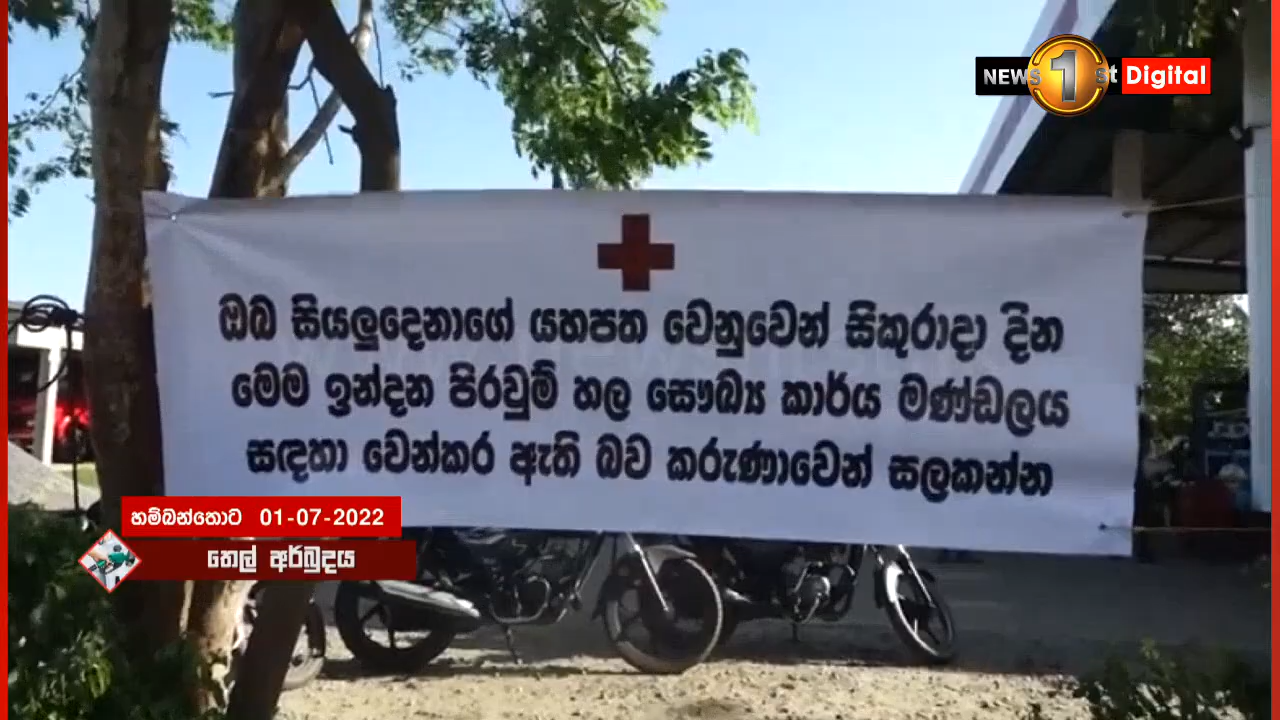 NEWS 1st Digital
ඔබ සියලුදෙනාගේ යහපත වෙනුවෙන් සිකුරාදා දින
මෙම ඉන්දන පිරවුම් හල සෞඛ්‍ය කාර්ය මණ්ඩලය
සඳහා වෙන්කර ඇති බව කරුණාවෙන් සලකන්න
හම්බන්තොට 01-07-2022
තෙල් අර්බුදය